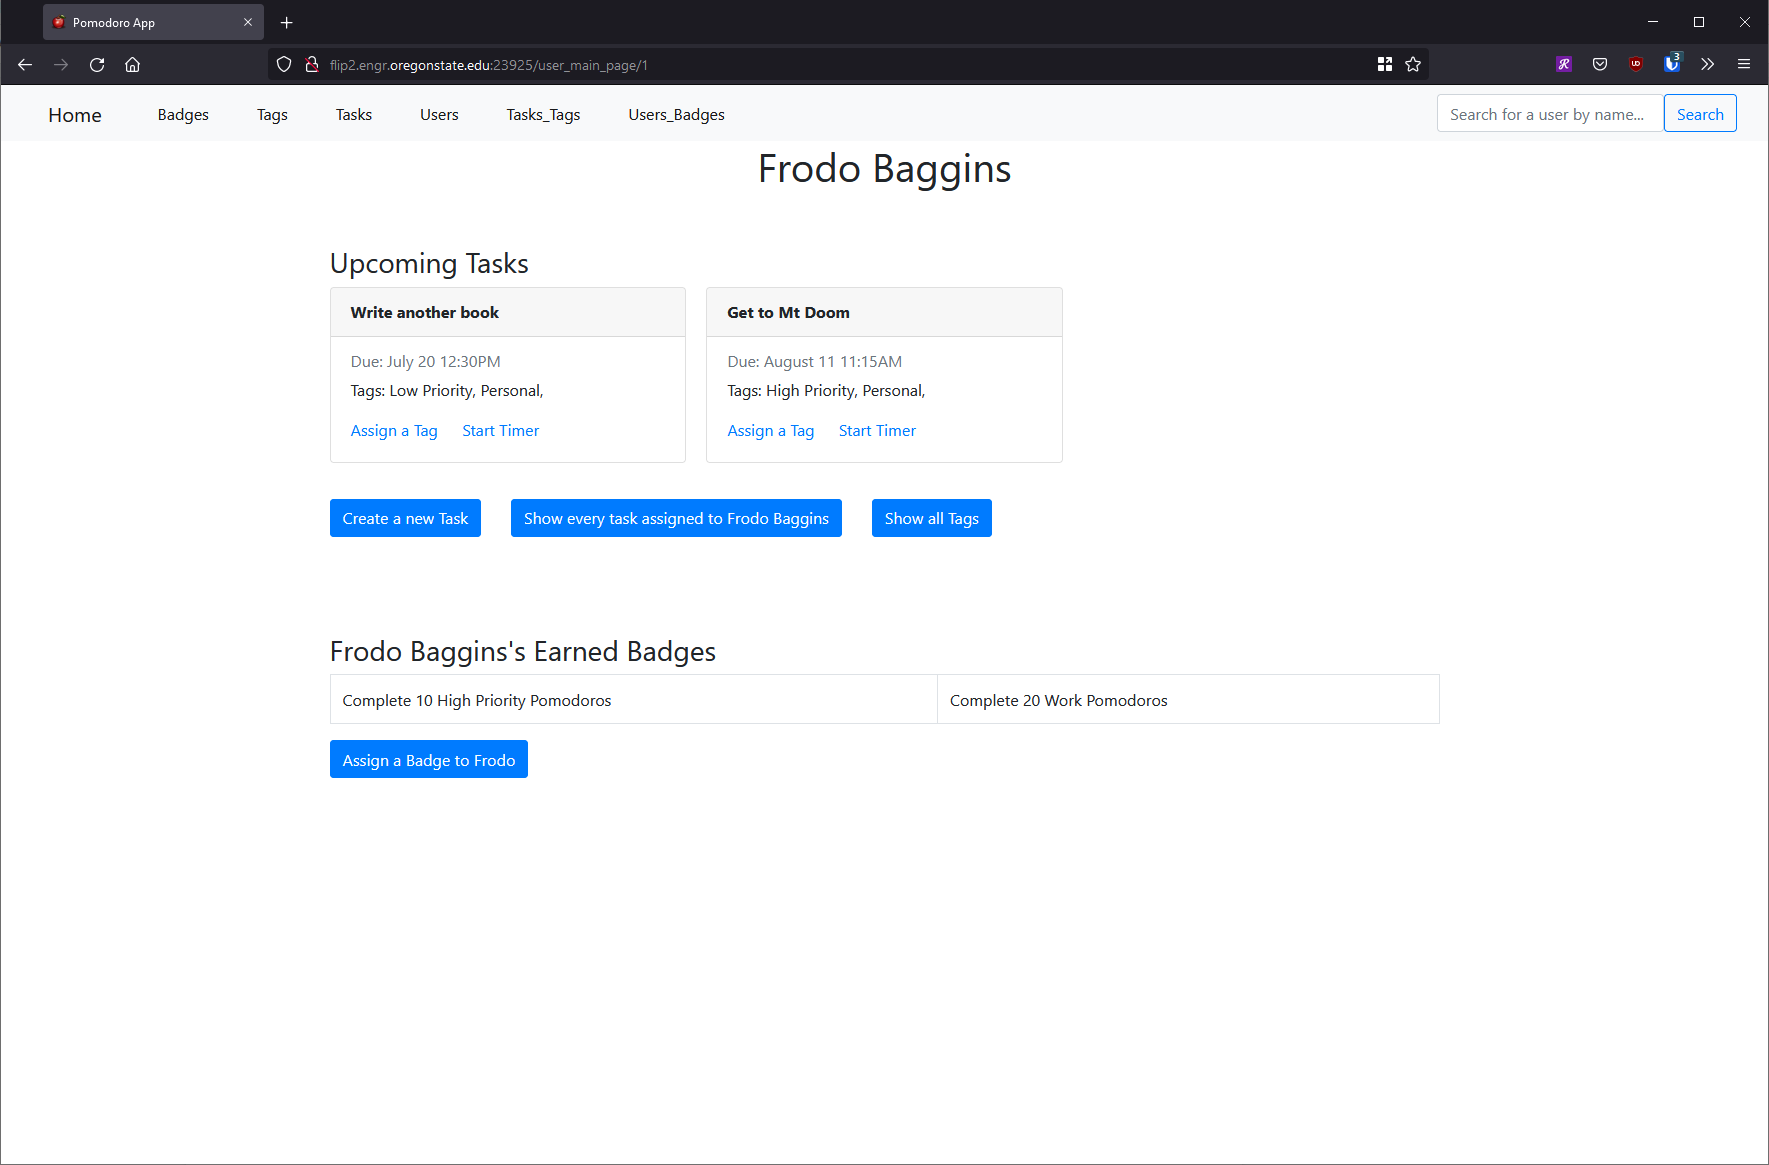 Pomodoro App
flip2.engr.oregonstate.edu:23925/user_main_page/1
3
Home Badges Tags Tasks Users Tasks_Tags Users_Badges Search for a user by name... Search
Frodo Baggins
Upcoming Tasks
Write another book
Due: July 20 12:30PM
Tags: Low Priority, Personal,
Assign a Tag Start Timer
Get to Mt Doom
Due: August 11 11:15AM
Tags: High Priority, Personal,
Assign a Tag Start Timer
Create a new Task Show every task assigned to Frodo Baggins Show all Tags
Frodo Baggins's Earned Badges
Complete 10 High Priority Pomodoros Complete 20 Work Pomodoros
Assign a Badge to Frodo